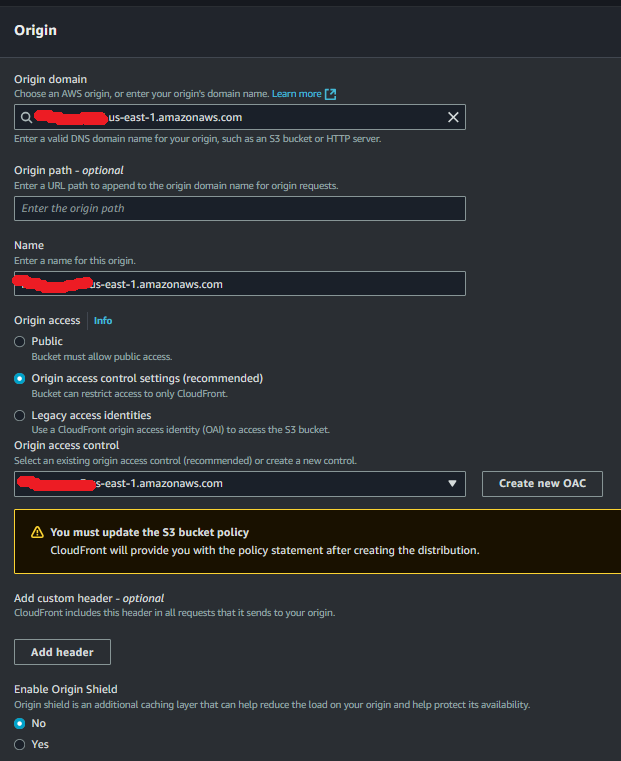 Origin
Origin domain
Choose an AWS origin, or enter your origin's domain name. Learn more
us-east-1.amazonaws.com
Enter a valid DNS domain name for your origin, such as an S3 bucket or HTTP server.
Origin path - optional
Enter a URL path to append to the origin domain name for origin requests.
Enter the origin path
Name
Enter a name for this origin.
us-east-1.amazonaws.com
Origin access Info
Public
Bucket must allow public access.
Origin access control settings (recommended)
Bucket can restrict access to only CloudFront.
Legacy access identities
Use a CloudFront origin access identity (OAI) to access the S3 bucket.
Origin access control
Select an existing origin access control (recommended) or create a new control.
s-east-1.amazonaws.com Create new OAC
You must update the S3 bucket policy
CloudFront will provide you with the policy statement after creating the distribution.
Add custom header - optional
CloudFront includes this header in all requests that it sends to your origin.
Add header
Enable Origin Shield
Origin shield is an additional caching layer that can help reduce the load on your origin and help protect its availability.
No
Yes